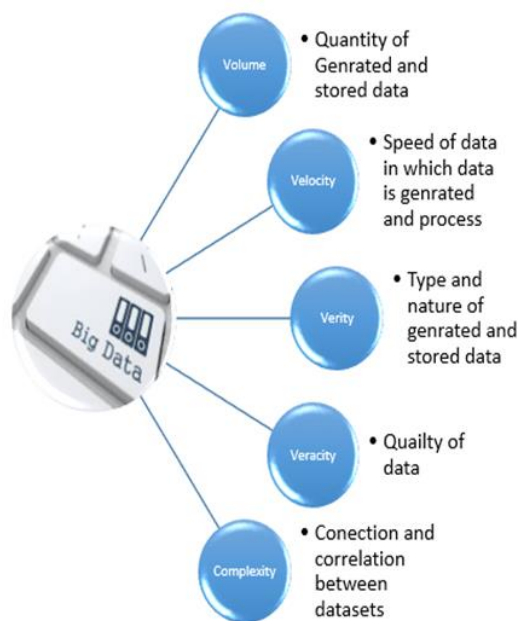 Volume
• Quantity of
Genrated and
stored data
Velocity
• Speed of data
in which data
is genrated
and process
Big Data
Verity
• Type and
nature of
genrated and
stored data
Veracity
• Quailty of
data
Complexity
• Conection and
correlation
between
datasets